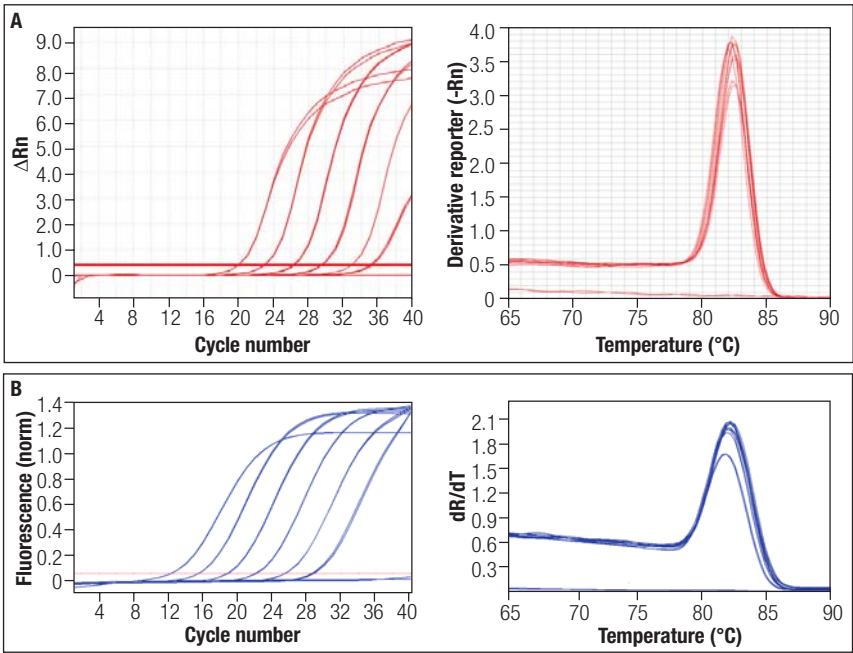 A
ΔRn
9.0
8.0
7.0
6.0
5.0
4.0
3.0
2.0
1.0
0
4 8 12 16 20 24 28 32 36 40
Cycle number
Derivative reporter (-Rn)
4.0
3.5
3.0
2.5
2.0
1.5
1.0
0.5
0
65 70 75 80 85 90
Temperature (°C)
B
Fluorescence (norm)
1.4
1.2
1.0
0.8
0.6
0.4
0.2
0
4 8 12 16 20 24 28 32 36 40
Cycle number
dR/dT
2.1
1.8
1.5
1.2
0.9
0.6
0.3
65 70 75 80 85 90
Temperature (°C)